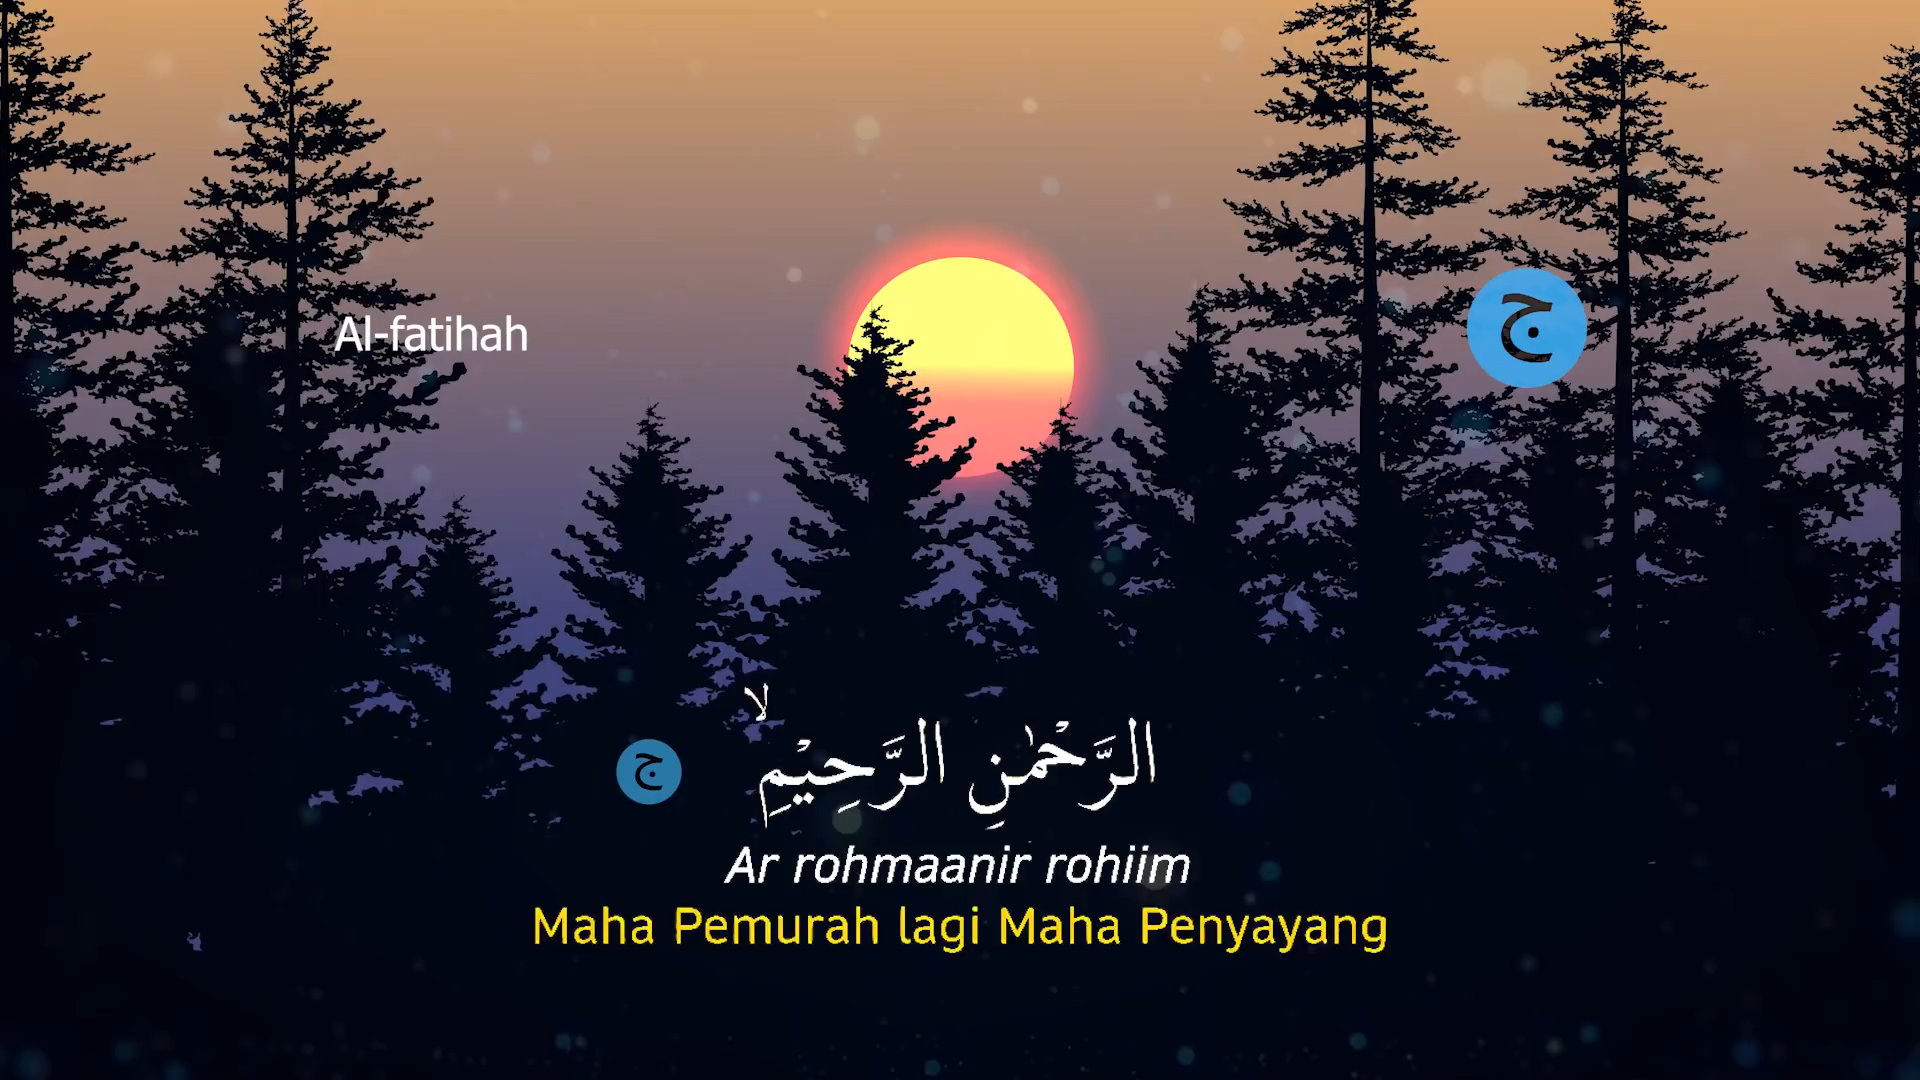 Al-fatihah
ج
الرَّحْمٰنِ الرَّحِيْمِۙ
ج
Ar rohmaanir rohiim
Maha Pemurah lagi Maha Penyayang